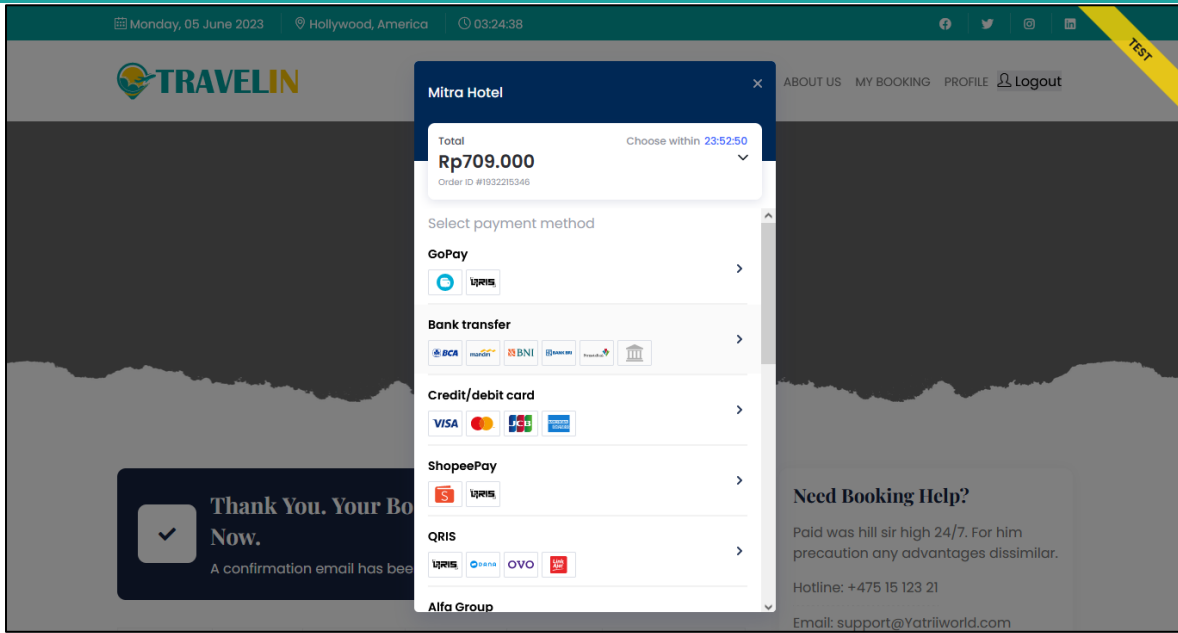 Monday, 05 June 2023
Hollywood, America
03:24:38
TEST
TRAVELIN
ABOUT US
MY BOOKING
PROFILE
Logout
Mitra Hotel
Total
Choose within 23:52:50
Rp709.000
Order ID #1932215346
Select payment method
GoPay
QRIS
Bank transfer
BCA
mandiri
BNI
BANK BRI
Credit/debit card
VISA
JCB
ShopeePay
S
QRIS
QRIS
QRIS
DANA
OVO
Alfa Group
Thank You. Your Bo
Now.
A confirmation email has bee
Need Booking Help?
Paid was hill sir high 24/7. For him
precaution any advantages dissimilar.
Hotline: +475 15 123 21
Email: support@Yatriiworld.com